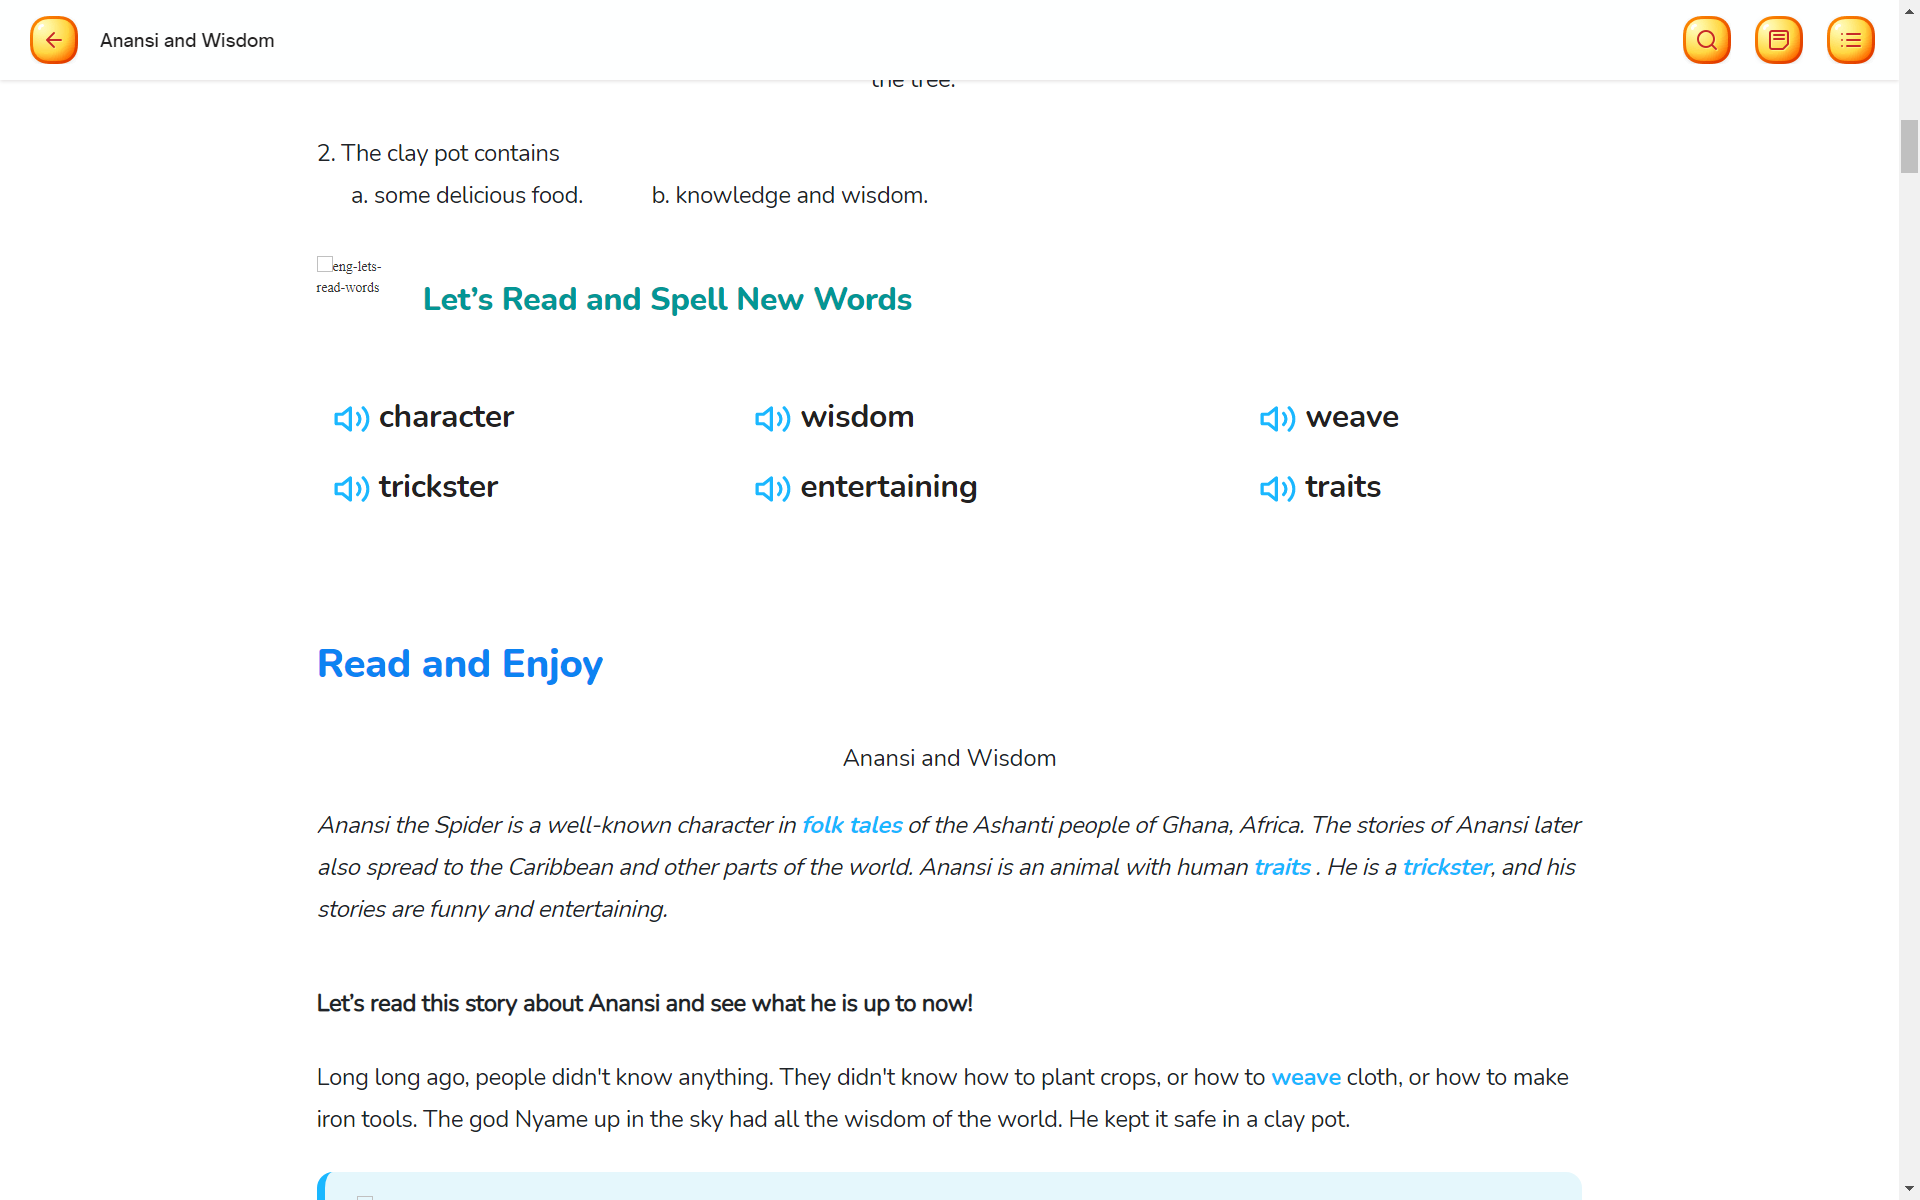 Anansi and Wisdom
the tree.
2. The clay pot contains
a. some delicious food. b. knowledge and wisdom.
eng-lets-
read-words
Let’s Read and Spell New Words
character wisdom weave
trickster entertaining traits
Read and Enjoy
Anansi and Wisdom
Anansi the Spider is a well-known character in folk tales of the Ashanti people of Ghana, Africa. The stories of Anansi later
also spread to the Caribbean and other parts of the world. Anansi is an animal with human traits . He is a trickster, and his
stories are funny and entertaining.
Let’s read this story about Anansi and see what he is up to now!
Long long ago, people didn't know anything. They didn't know how to plant crops, or how to weave cloth, or how to make
iron tools. The god Nyame up in the sky had all the wisdom of the world. He kept it safe in a clay pot.